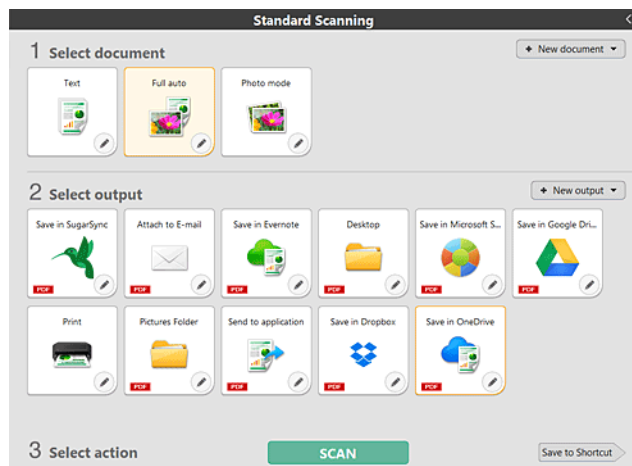 Standard Scanning
1 Select document
+ New document
Text
Full auto
Photo mode
2 Select output
+ New output
Save in SugarSync
Attach to E-mail
Save in Evernote
Desktop
Save in Microsoft S...
Save in Google Dri...
PDF
PDF
PDF
PDF
PDF
PDF
Print
Pictures Folder
Send to application
Save in Dropbox
Save in OneDrive
PDF
PDF
PDF
PDF
3 Select action
SCAN
Save to Shortcut